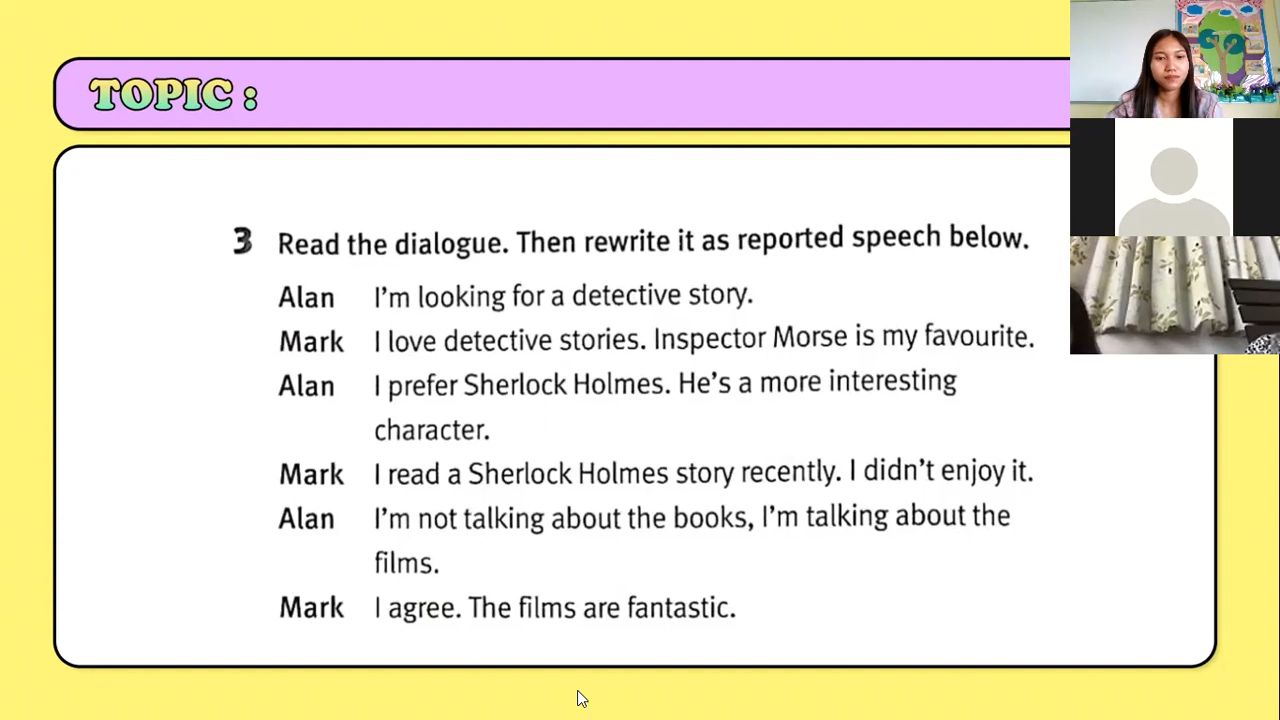 TOPIC :
3 Read the dialogue. Then rewrite it as reported speech below.
Alan I'm looking for a detective story.
Mark I love detective stories. Inspector Morse is my favourite.
Alan I prefer Sherlock Holmes. He's a more interesting
character.
Mark I read a Sherlock Holmes story recently. I didn't enjoy it.
Alan I'm not talking about the books, I'm talking about the
films.
Mark I agree. The films are fantastic.